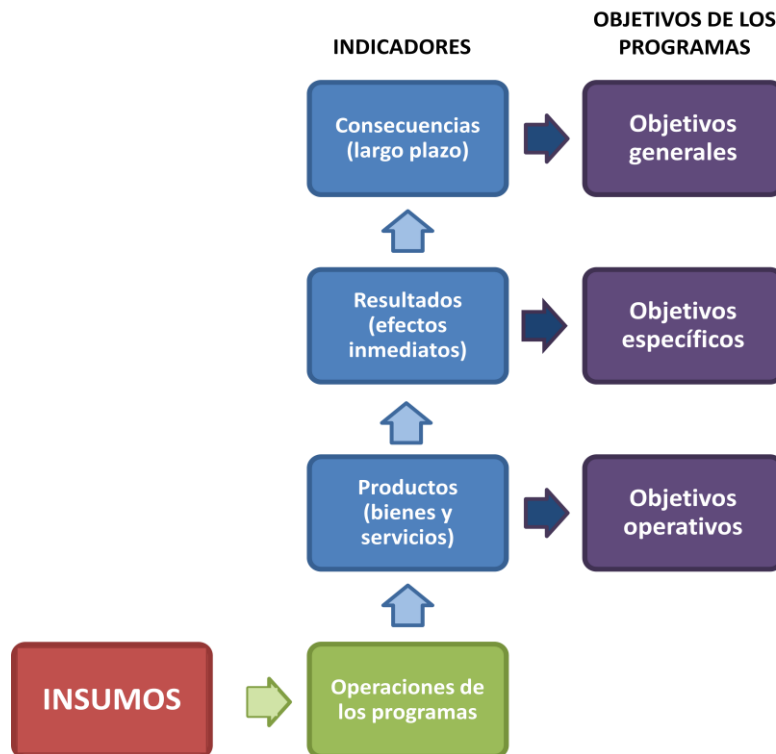 INDICADORES
OBJETIVOS DE LOS
PROGRAMAS
Consecuencias
(largo plazo)
Objetivos
generales
Resultados
(efectos
inmediatos)
Objetivos
específicos
Productos
(bienes y
servicios)
Objetivos
operativos
INSUMOS
Operaciones de
los programas